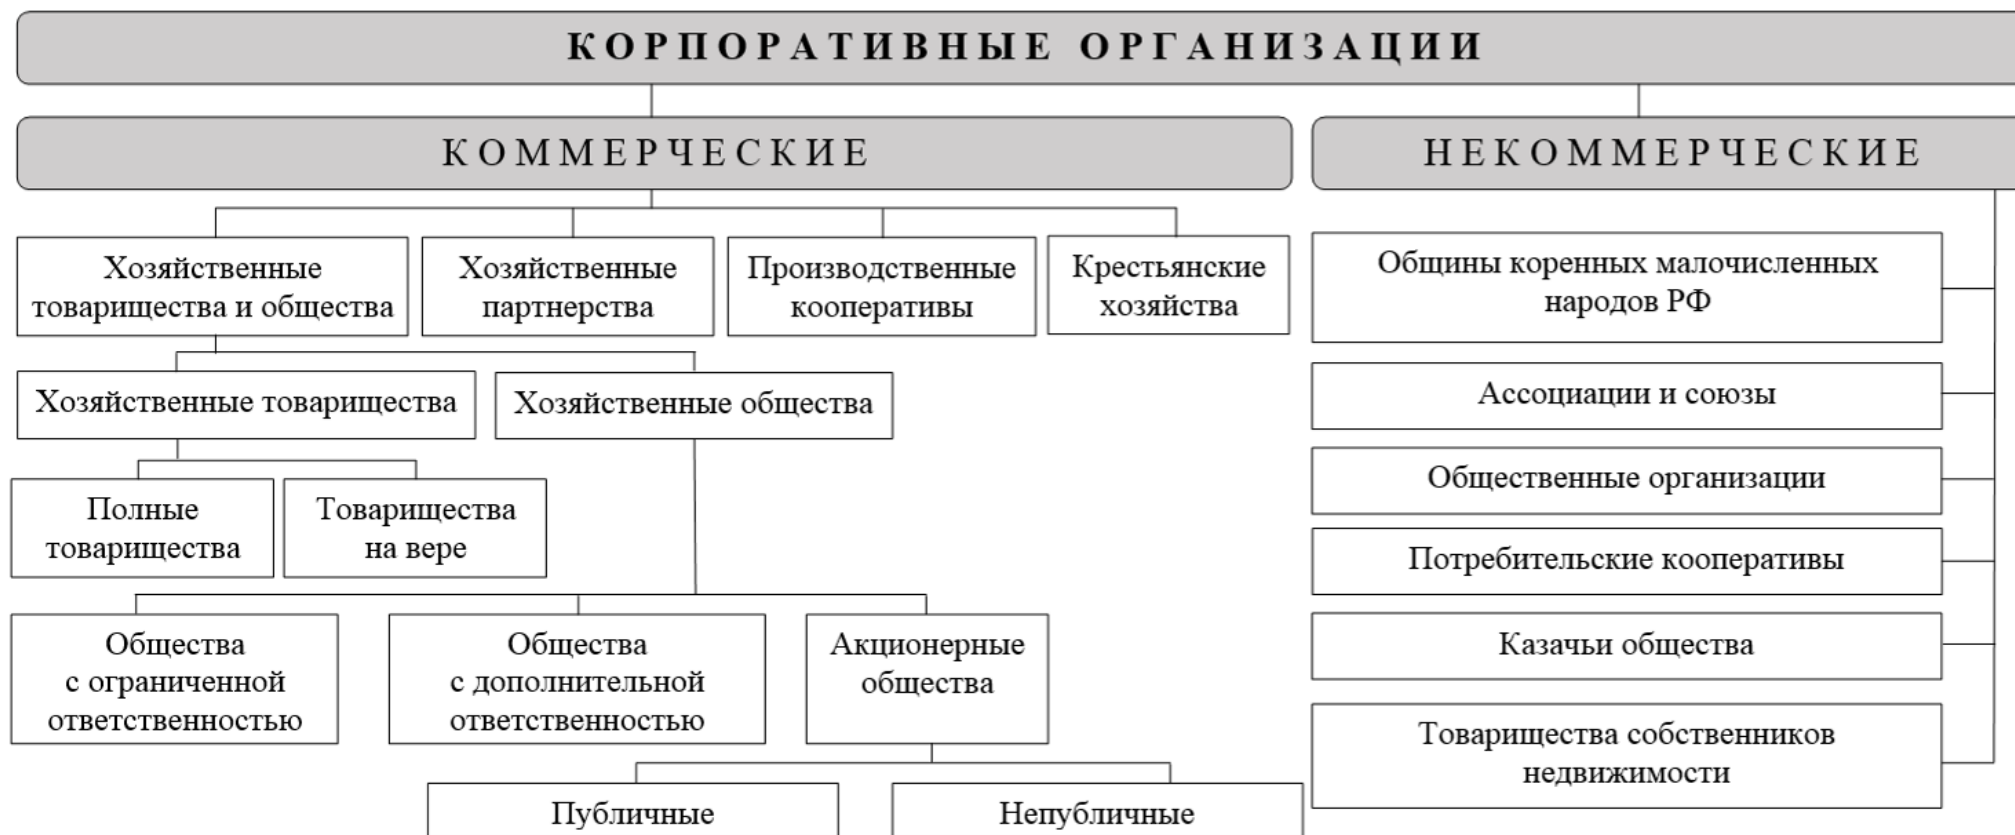 КОРПОРАТИВНЫЕ ОРГАНИЗАЦИИ
КОММЕРЧЕСКИЕ
НЕКОММЕРЧЕСКИЕ
Хозяйственные
товарищества и общества
Хозяйственные
партнерства
Производственные
кооперативы
Крестьянские
хозяйства
Хозяйственные товарищества
Хозяйственные общества
Полные
товарищества
Товарищества
на вере
Общества
с ограниченной
ответственностью
Общества
с дополнительной
ответственностью
Акционерные
общества
Публичные
Непубличные
Общины коренных малочисленных
народов РФ
Ассоциации и союзы
Общественные организации
Потребительские кооперативы
Казачьи общества
Товарищества собственников
недвижимости